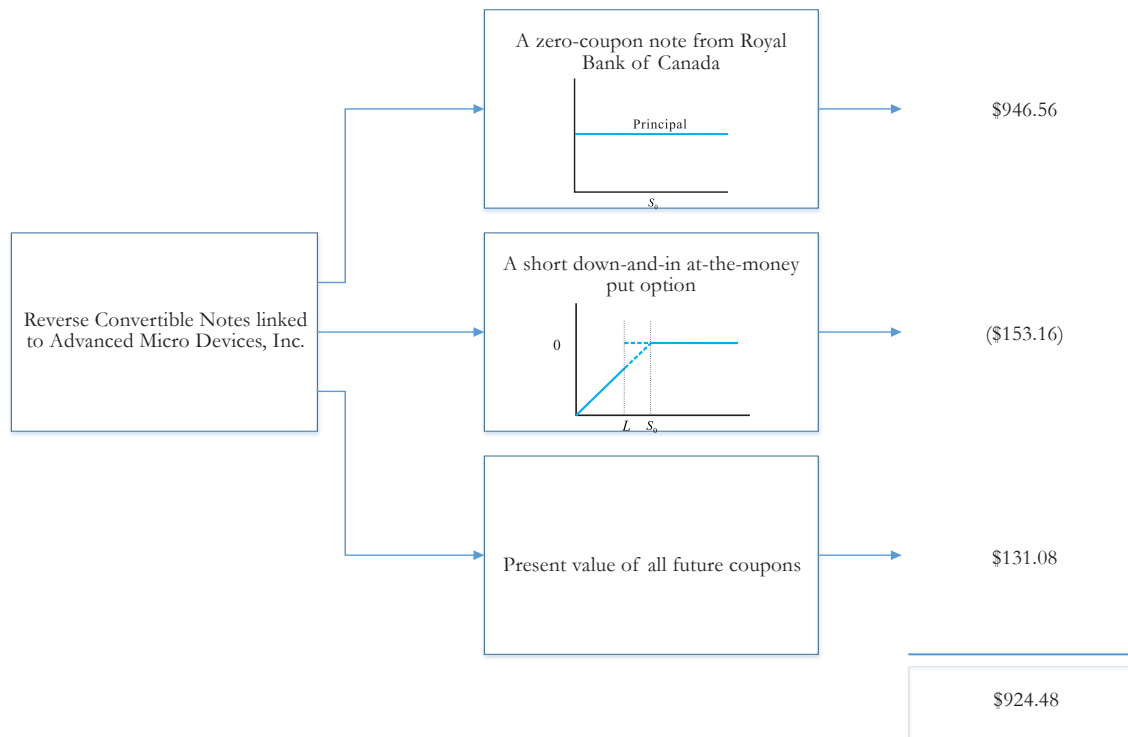 A zero-coupon note from Royal
Bank of Canada
Principal
S₀
$946.56
Reverse Convertible Notes linked
to Advanced Micro Devices, Inc.
A short down-and-in at-the-money
put option
0
L S₀
($153.16)
Present value of all future coupons
$131.08
$924.48